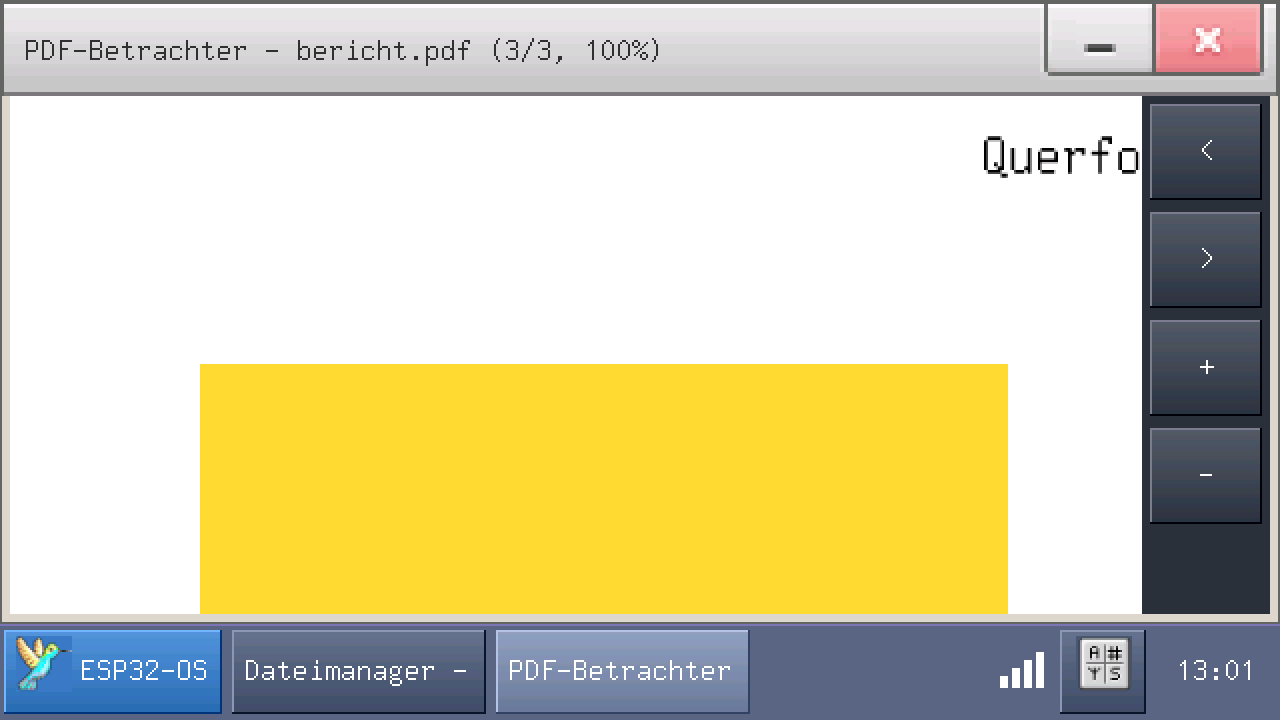 PDF-Betrachter - bericht.pdf (3/3, 100%)
Querfo
<
>
+
-
ESP32-OS
Dateimanager -
PDF-Betrachter
A #
Ψ S
13:01